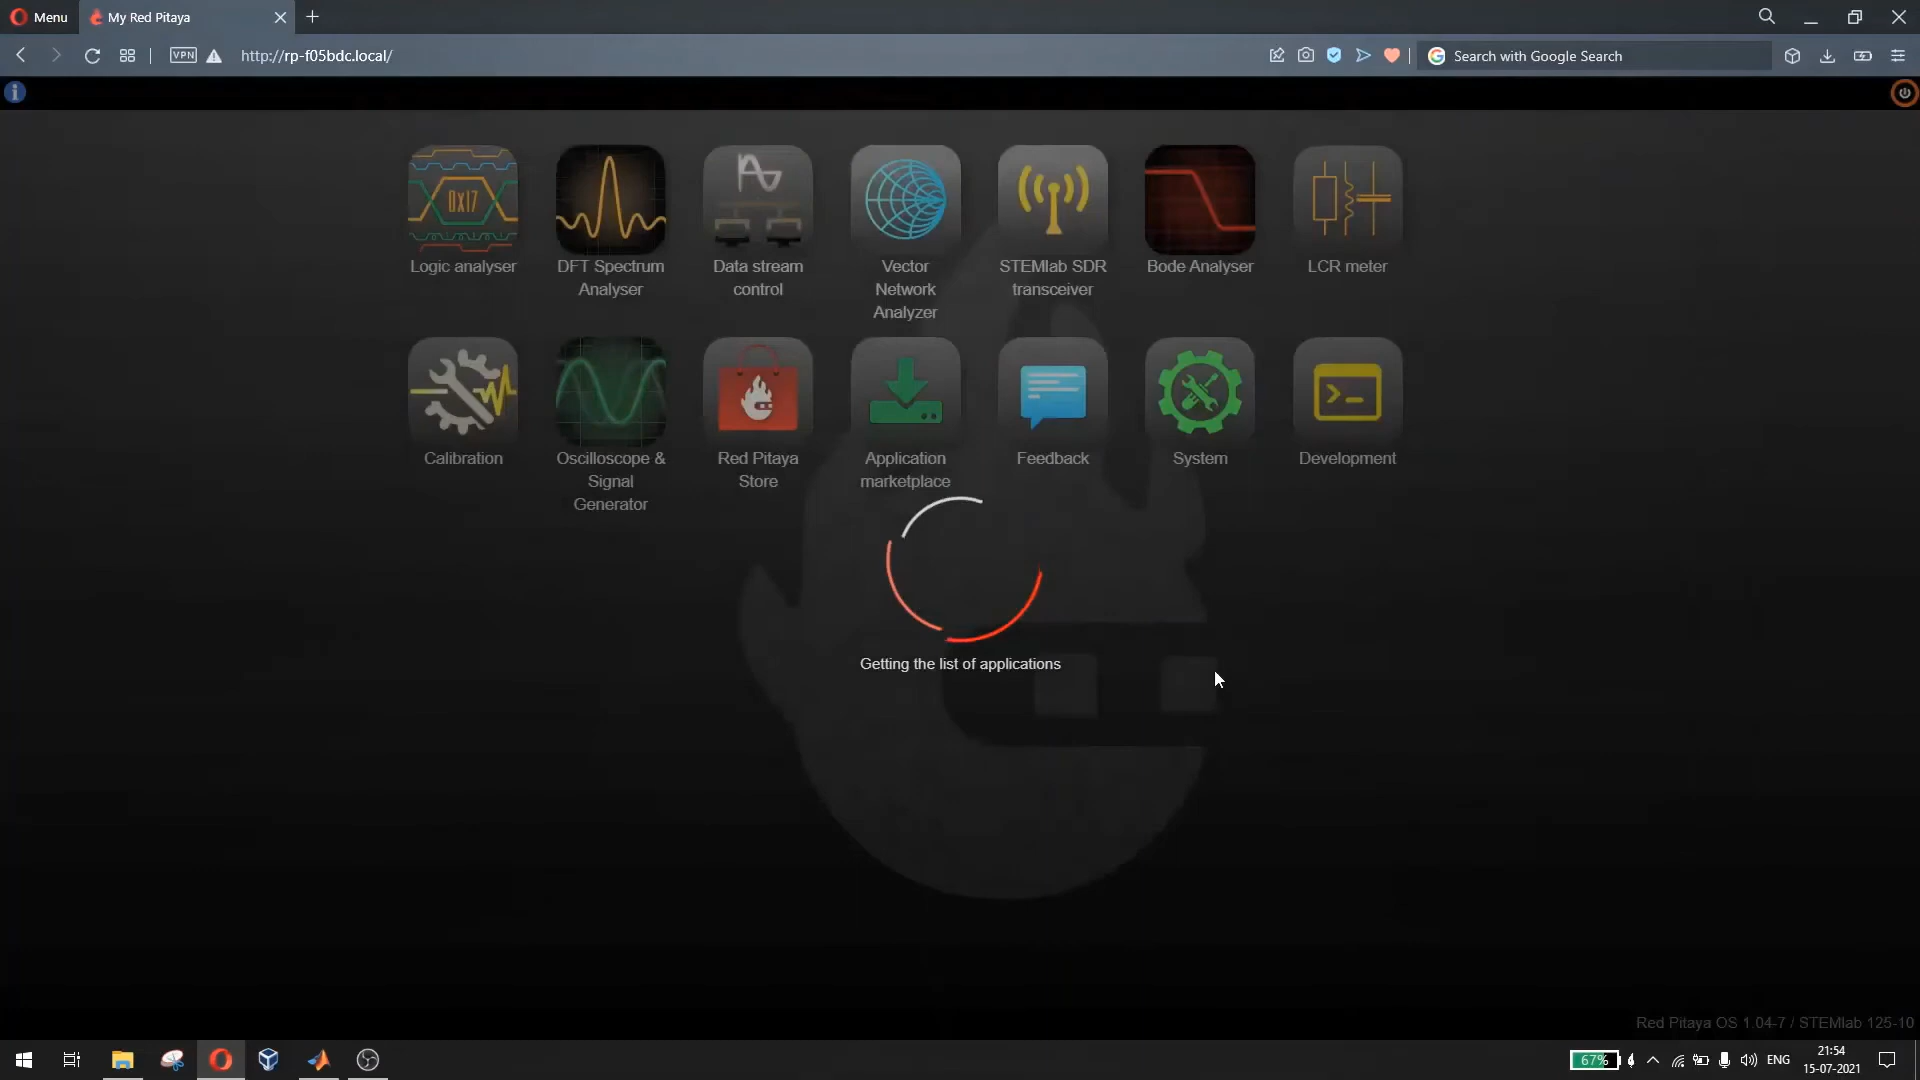 Menu
My Red Pitaya
VPN
http://rp-f05bdc.local/
Search with Google Search
0x17
Logic analyser
DFT Spectrum
Analyser
Data stream
control
Vector
Network
Analyzer
STEMlab SDR
transceiver
Bode Analyser
LCR meter
Calibration
Oscilloscope &
Signal
Generator
Red Pitaya
Store
Application
marketplace
Feedback
System
Development
Getting the list of applications
Red Pitaya OS 1.04-7 / STEMlab 125-10
67%
ENG
21:54
15-07-2021